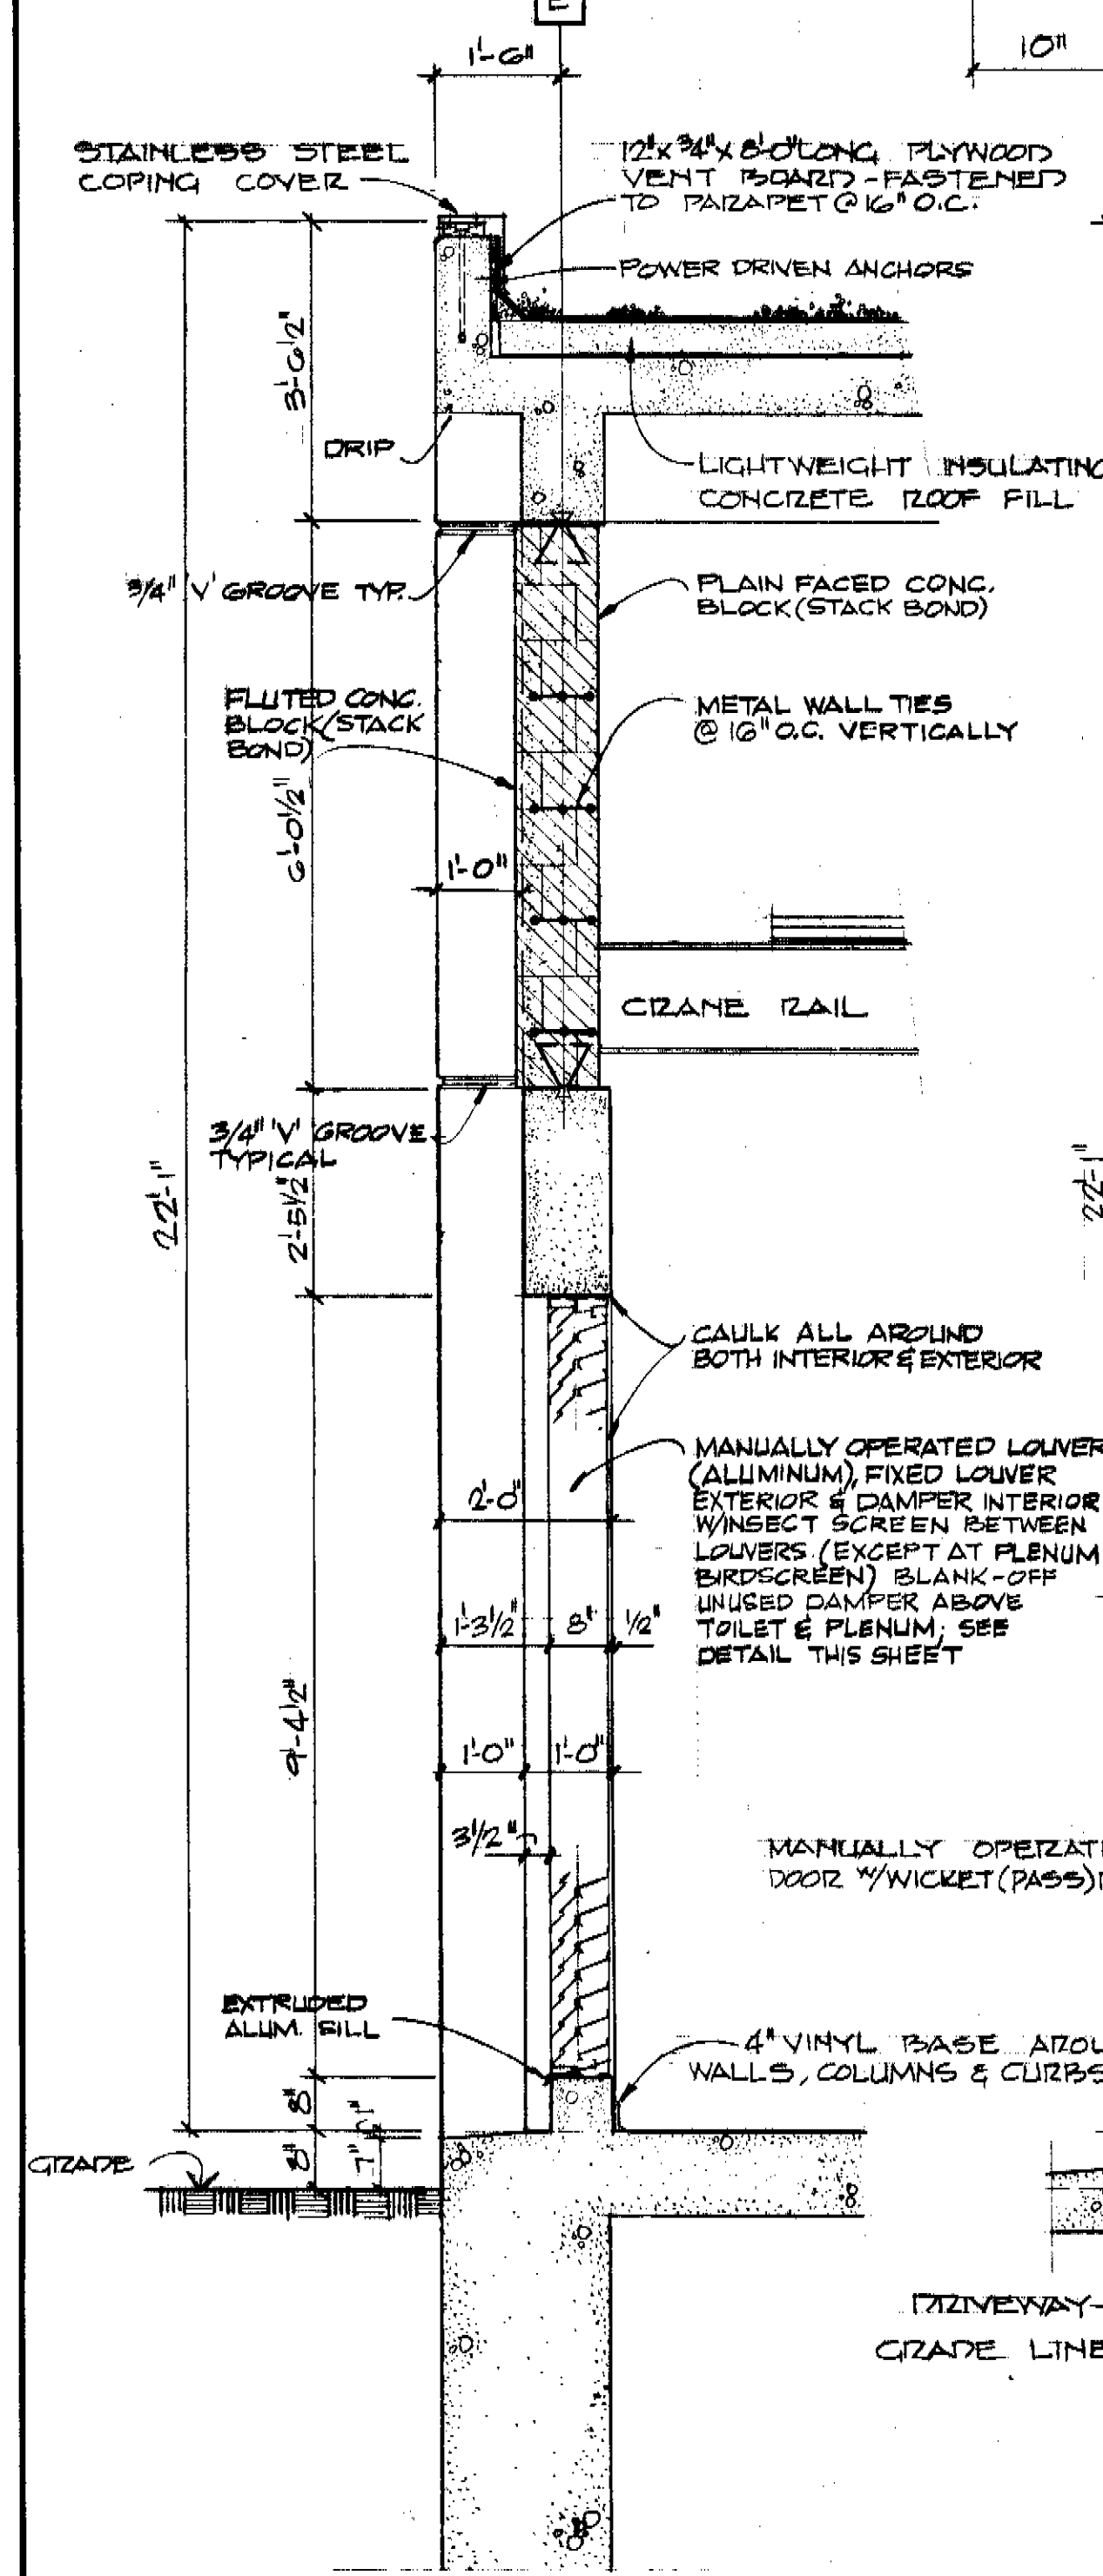 E
1'-6"
10"
STAINLESS STEEL
COPING COVER
12"x 3/4"x 8'-0" LONG PLYWOOD
VENT BOARD - FASTENED
TO PARAPET @ 16" O.C.
POWER DRIVEN ANCHORS
3'-6 1/2"
DRIP
LIGHTWEIGHT INSULATING
CONCRETE ROOF FILL
3/4" 'V' GROOVE TYP.
PLAIN FACED CONC.
BLOCK (STACK BOND)
FLUTED CONC.
BLOCK (STACK
BOND)
METAL WALL TIES
@ 16" O.C. VERTICALLY
6'-0 1/2"
1'-0"
CRANE RAIL
3/4" 'V' GROOVE
TYPICAL
22'-1"
2'-5 1/2"
22'-1"
CAULK ALL AROUND
BOTH INTERIOR & EXTERIOR
MANUALLY OPERATED LOUVER
(ALUMINUM), FIXED LOUVER
EXTERIOR & DAMPER INTERIOR
W/INSECT SCREEN BETWEEN
LOUVERS. (EXCEPT AT PLENUM
BIRDSCREEN) BLANK-OFF
UNUSED DAMPER ABOVE
TOILET & PLENUM; SEE
DETAIL THIS SHEET
2'-0"
1'-3 1/2" 8" 1/2"
9'-4 1/2"
1'-0" 1'-0"
3 1/2"
MANUALLY OPERAT
DOOR W/WICKET (PASS)
EXTRUDED
ALUM. SILL
4" VINYL BASE AROU
WALLS, COLUMNS & CURBS
8"
1"
8"
7"
GRADE
DRIVEWAY-
GRADE LINE